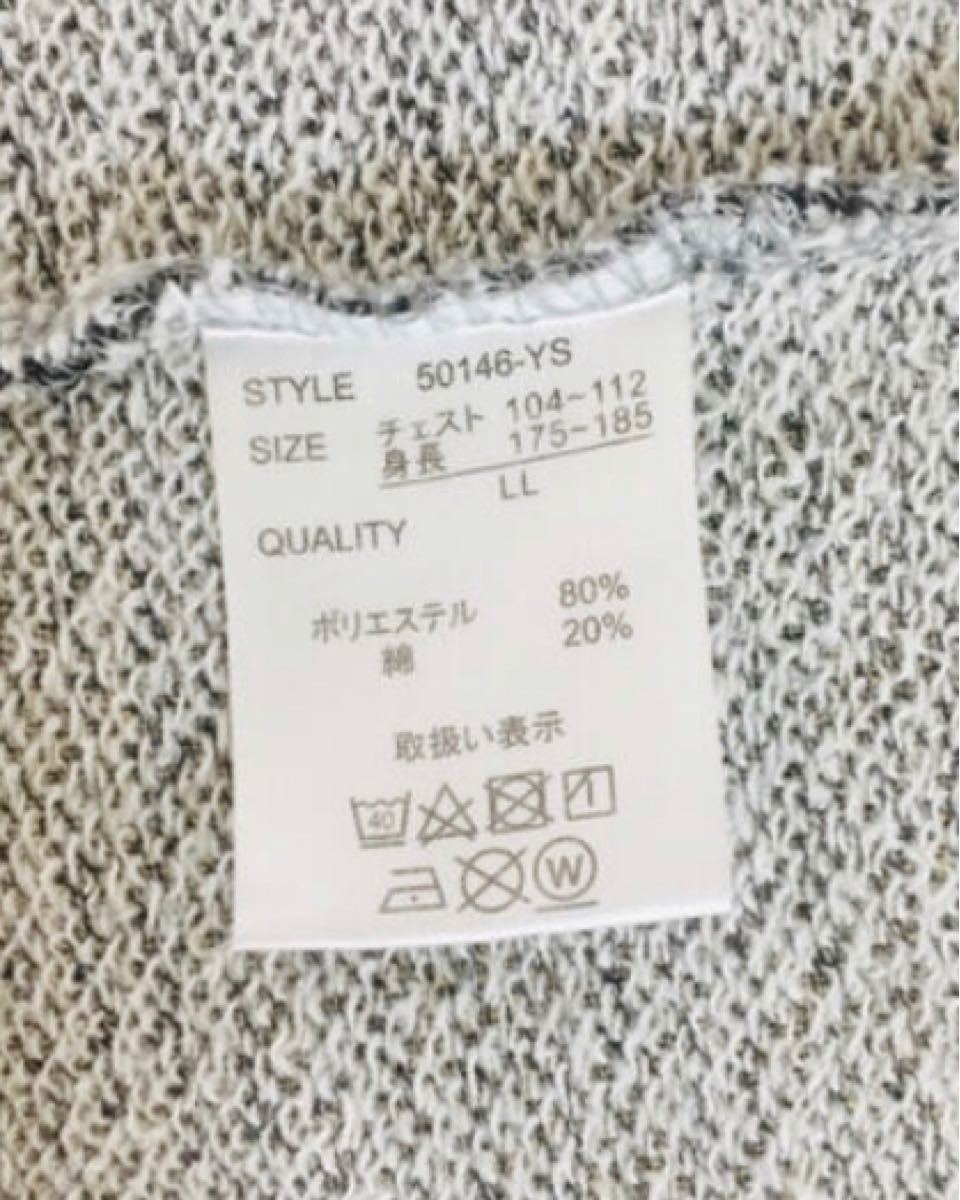 STYLE 50146-YS
SIZE チェスト 104~112
身長 175~185
LL
QUALITY
ポリエステル 80%
綿 20%
取扱い表示
40
W